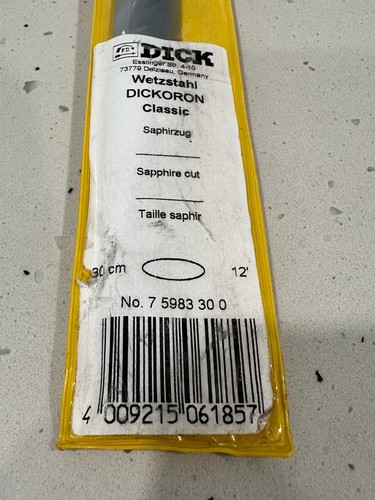 F.D. DICK
Esslinger Str. 4-10
73779 Deizisau, Germany
Wetzstahl
DICKORON
Classic
Saphirzug
Sapphire cut
Taille saphir
30 cm 12"
No. 7 5983 30 0
4 009215 061857